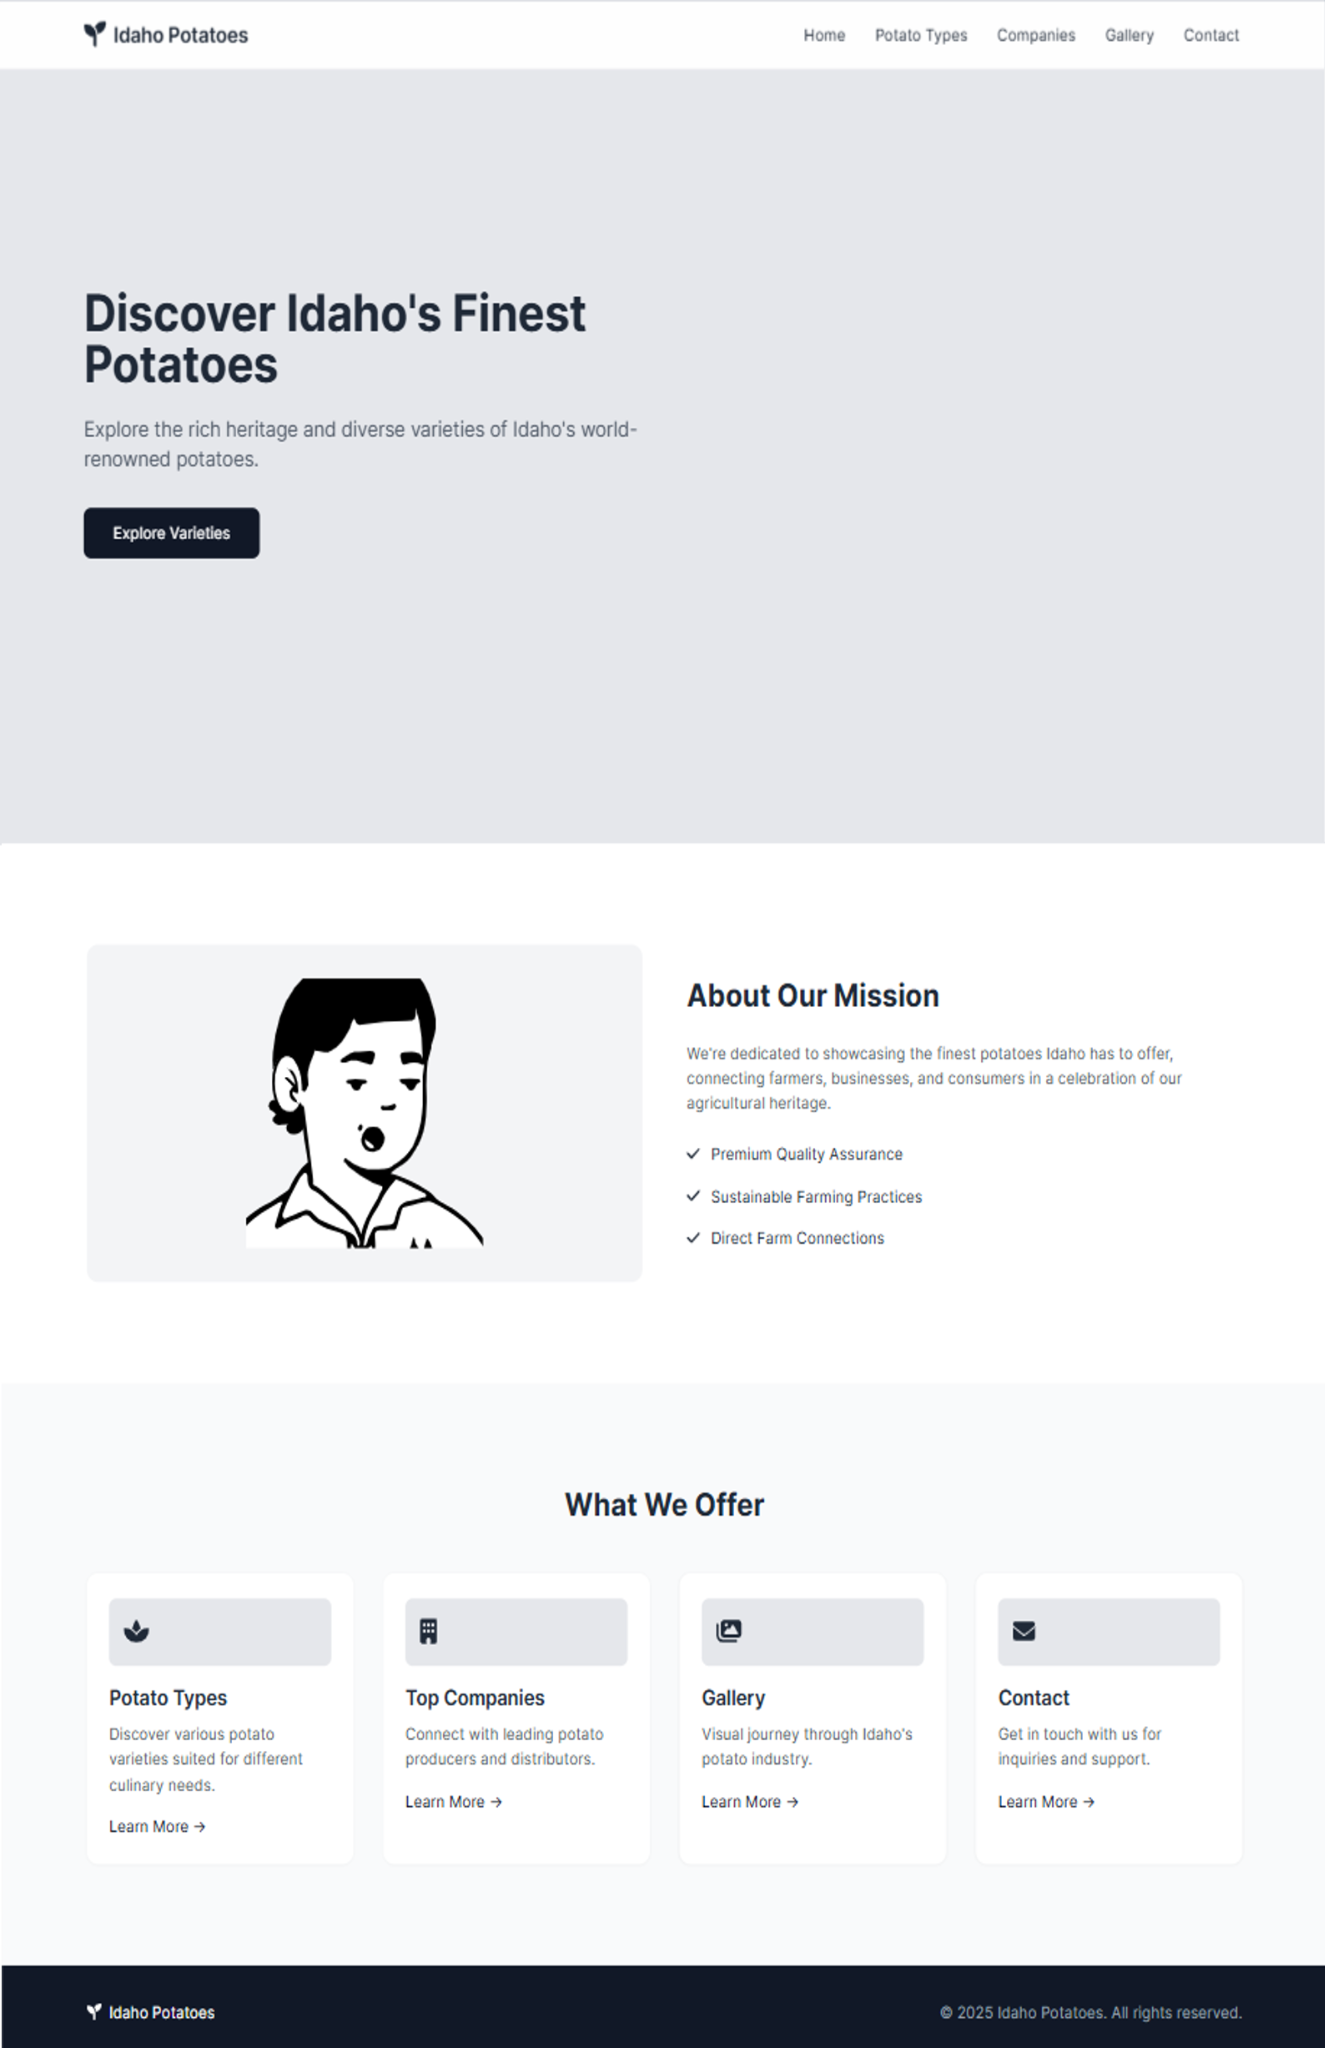 Idaho Potatoes
Home Potato Types Companies Gallery Contact
Discover Idaho's Finest
Potatoes
Explore the rich heritage and diverse varieties of Idaho's world-
renowned potatoes.
Explore Varieties
About Our Mission
We're dedicated to showcasing the finest potatoes Idaho has to offer,
connecting farmers, businesses, and consumers in a celebration of our
agricultural heritage.
Premium Quality Assurance
Sustainable Farming Practices
Direct Farm Connections
What We Offer
Potato Types
Discover various potato
varieties suited for different
culinary needs.
Learn More →
Top Companies
Connect with leading potato
producers and distributors.
Learn More →
Gallery
Visual journey through Idaho's
potato industry.
Learn More →
Contact
Get in touch with us for
inquiries and support.
Learn More →
Idaho Potatoes
© 2025 Idaho Potatoes. All rights reserved.